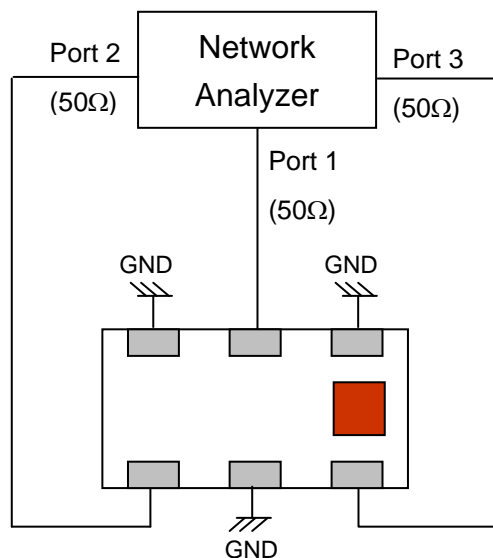 Port 2
(50Ω)
Network
Analyzer
Port 3
(50Ω)
Port 1
(50Ω)
GND
GND
GND